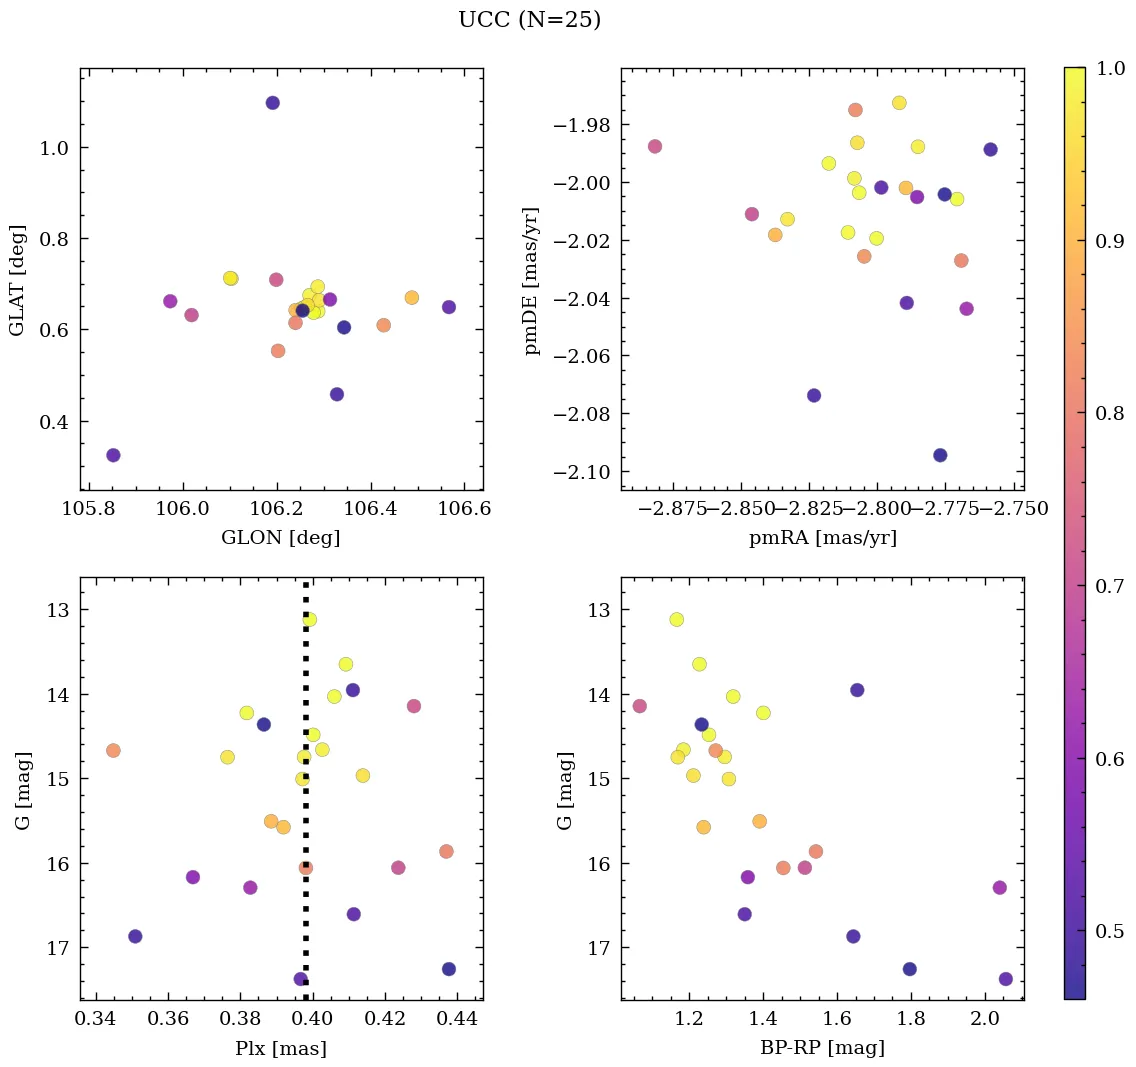 UCC (N=25)
1.0
0.8
0.6
0.4
GLAT [deg]
105.8 106.0 106.2 106.4 106.6
GLON [deg]
−1.98
−2.00
−2.02
−2.04
−2.06
−2.08
−2.10
pmDE [mas/yr]
−2.875 −2.850 −2.825 −2.800 −2.775 −2.750
pmRA [mas/yr]
13
14
15
16
17
G [mag]
0.34 0.36 0.38 0.40 0.42 0.44
Plx [mas]
13
14
15
16
17
G [mag]
1.2 1.4 1.6 1.8 2.0
BP-RP [mag]
1.0
0.9
0.8
0.7
0.6
0.5